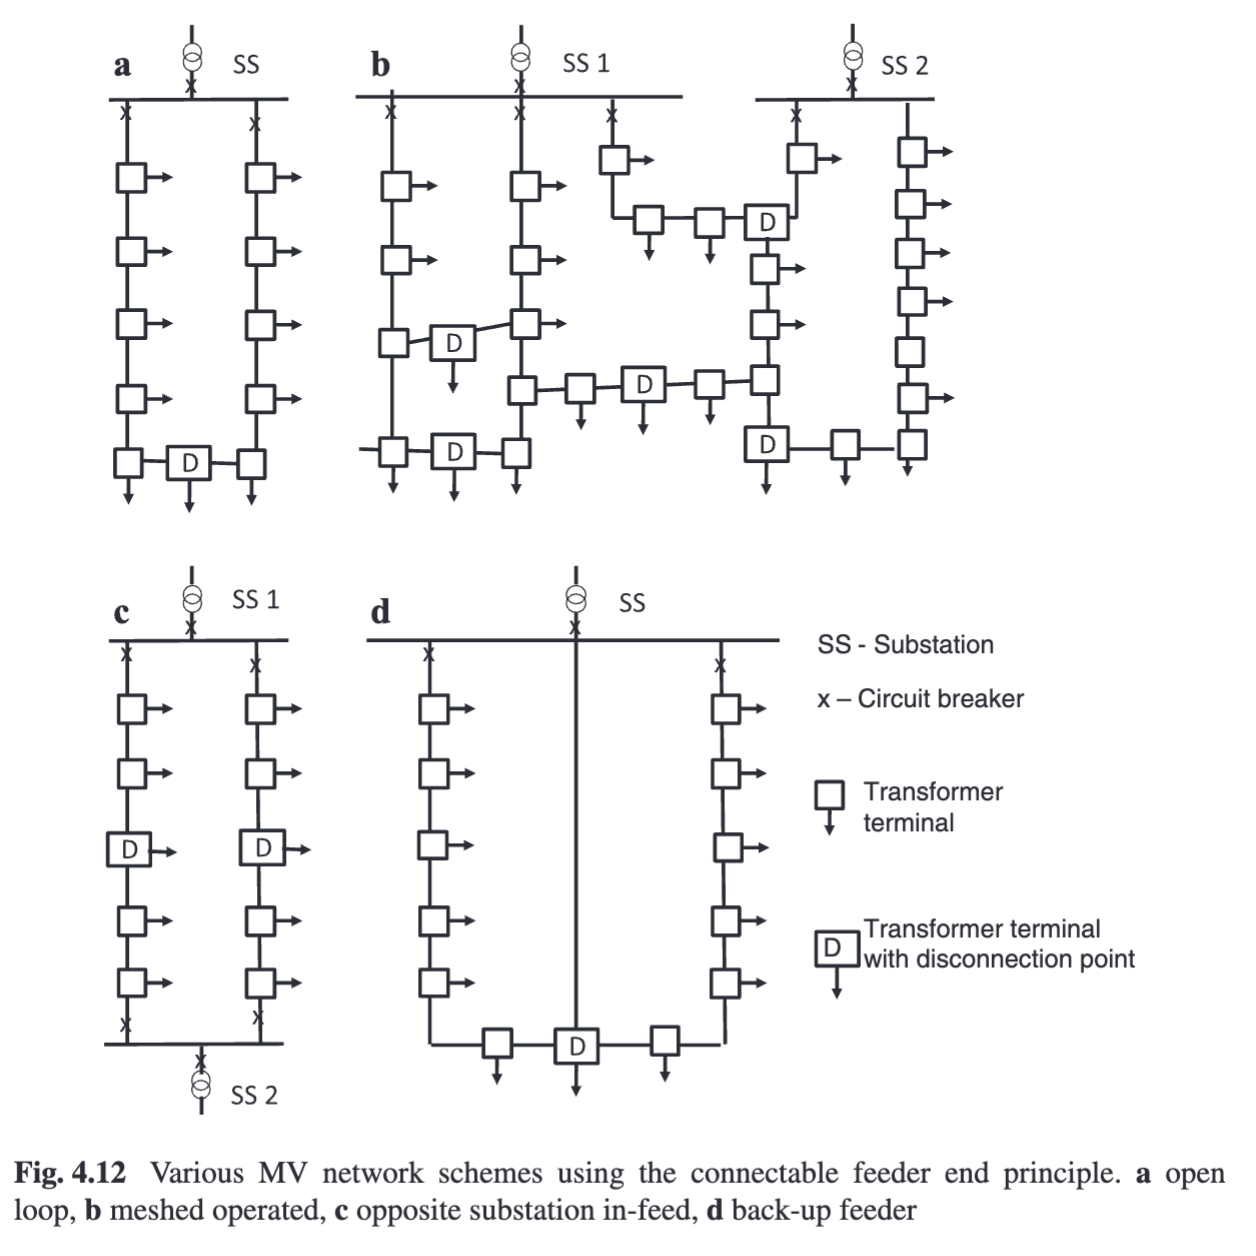 a
SS
b
SS 1
SS 2
x
x
x
x
x
x
x
x
x
D
D
D
D
D
D
c
SS 1
d
SS
x
x
x
x
x
x
SS - Substation
x – Circuit breaker
Transformer
terminal
D
D
Transformer terminal
D
with disconnection point
x
x
D
x
SS 2
Fig. 4.12 Various MV network schemes using the connectable feeder end principle. a open
loop, b meshed operated, c opposite substation in-feed, d back-up feeder